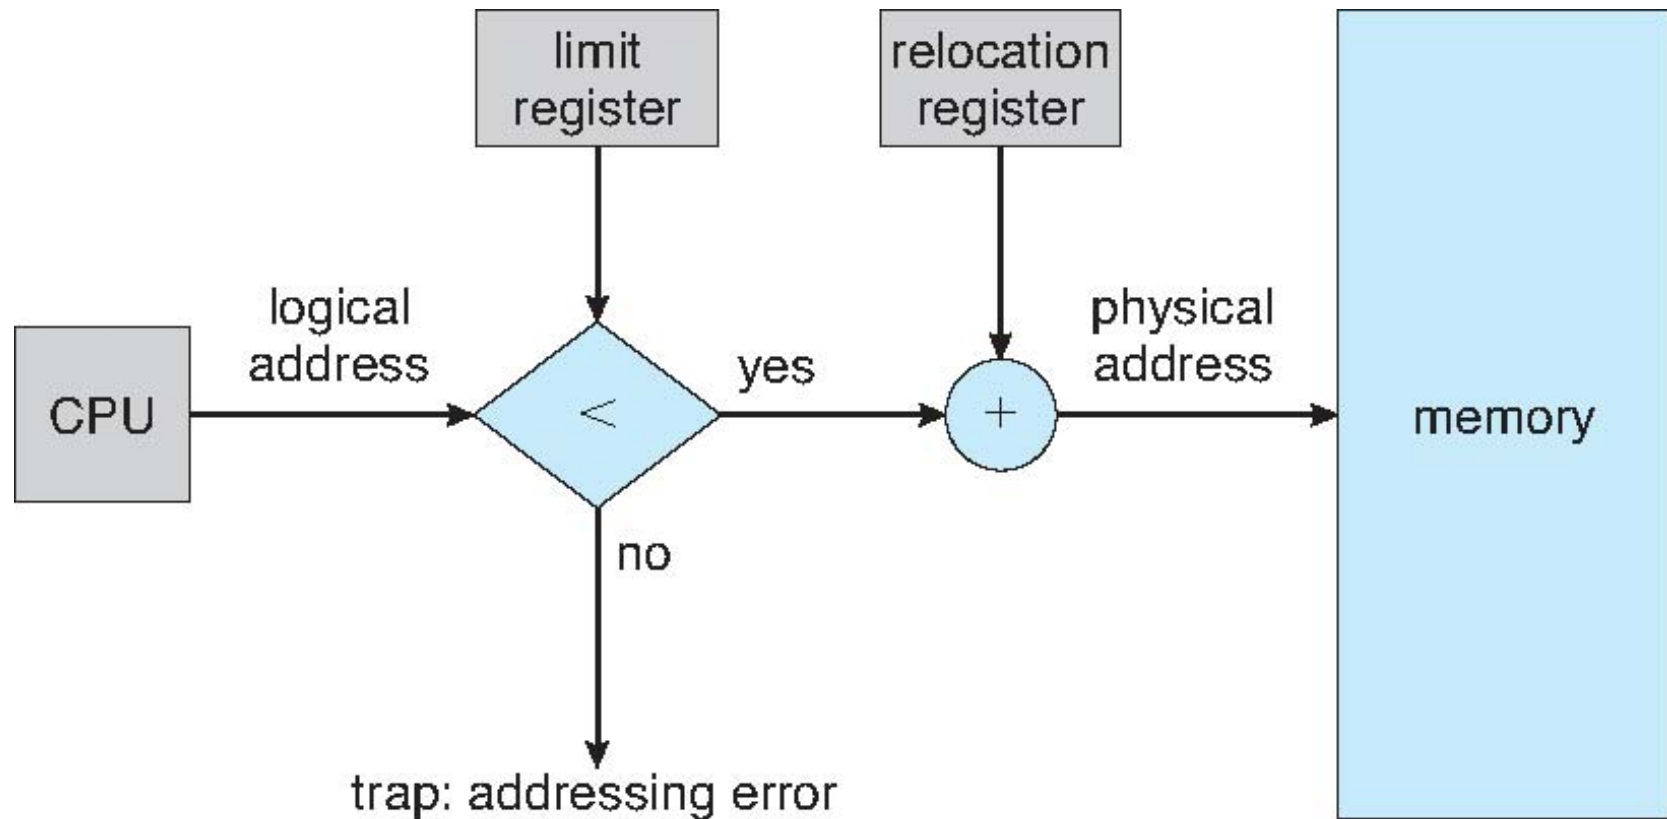 limit
register
relocation
register
logical
address
physical
address
yes
CPU
<
+
memory
no
trap: addressing error